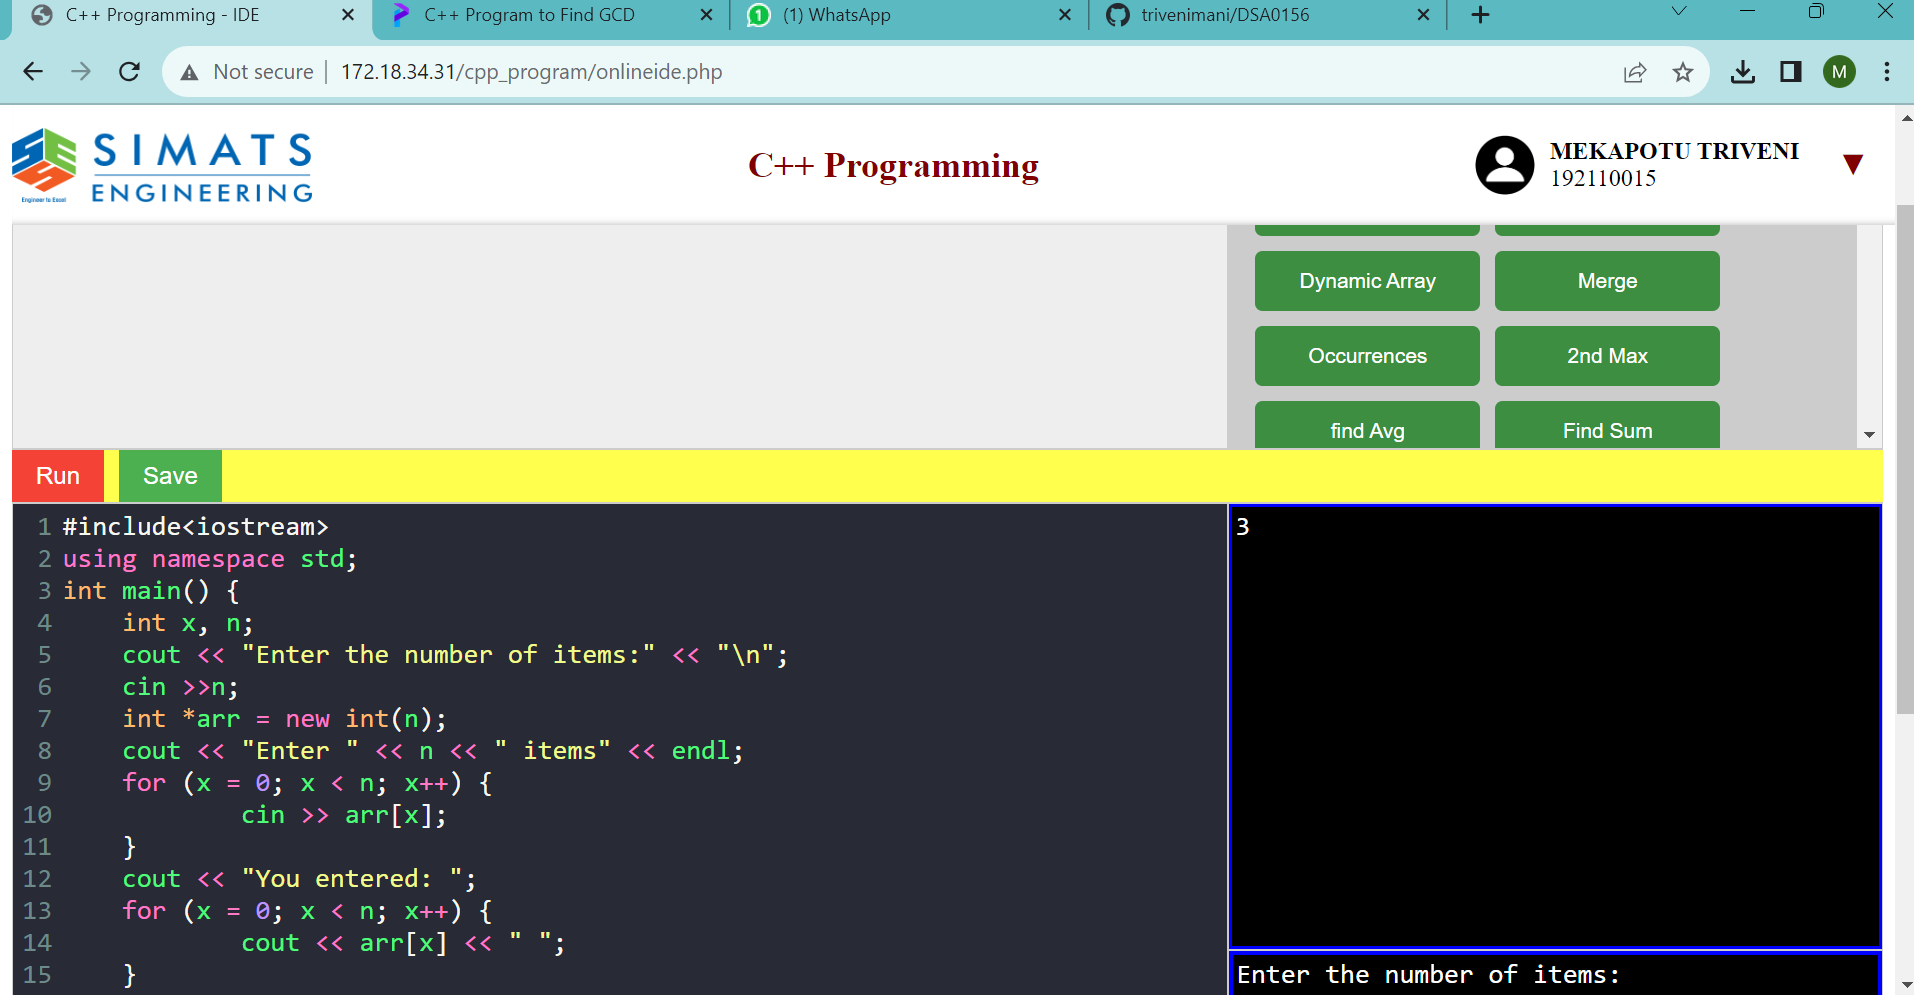 C++ Programming - IDE
C++ Program to Find GCD
(1) WhatsApp
trivenimani/DSA0156
Not secure | 172.18.34.31/cpp_program/onlineide.php
M
SIMATS
ENGINEERING
Engineer to Excel
C++ Programming
MEKAPOTU TRIVENI
192110015
Dynamic Array
Merge
Occurrences
2nd Max
find Avg
Find Sum
Run
Save
1 #include<iostream>
2 using namespace std;
3 int main() {
4     int x, n;
5     cout << "Enter the number of items:" << "\n";
6     cin >>n;
7     int *arr = new int(n);
8     cout << "Enter " << n << " items" << endl;
9     for (x = 0; x < n; x++) {
10             cin >> arr[x];
11     }
12     cout << "You entered: ";
13     for (x = 0; x < n; x++) {
14             cout << arr[x] << " ";
15     }
3
Enter the number of items: